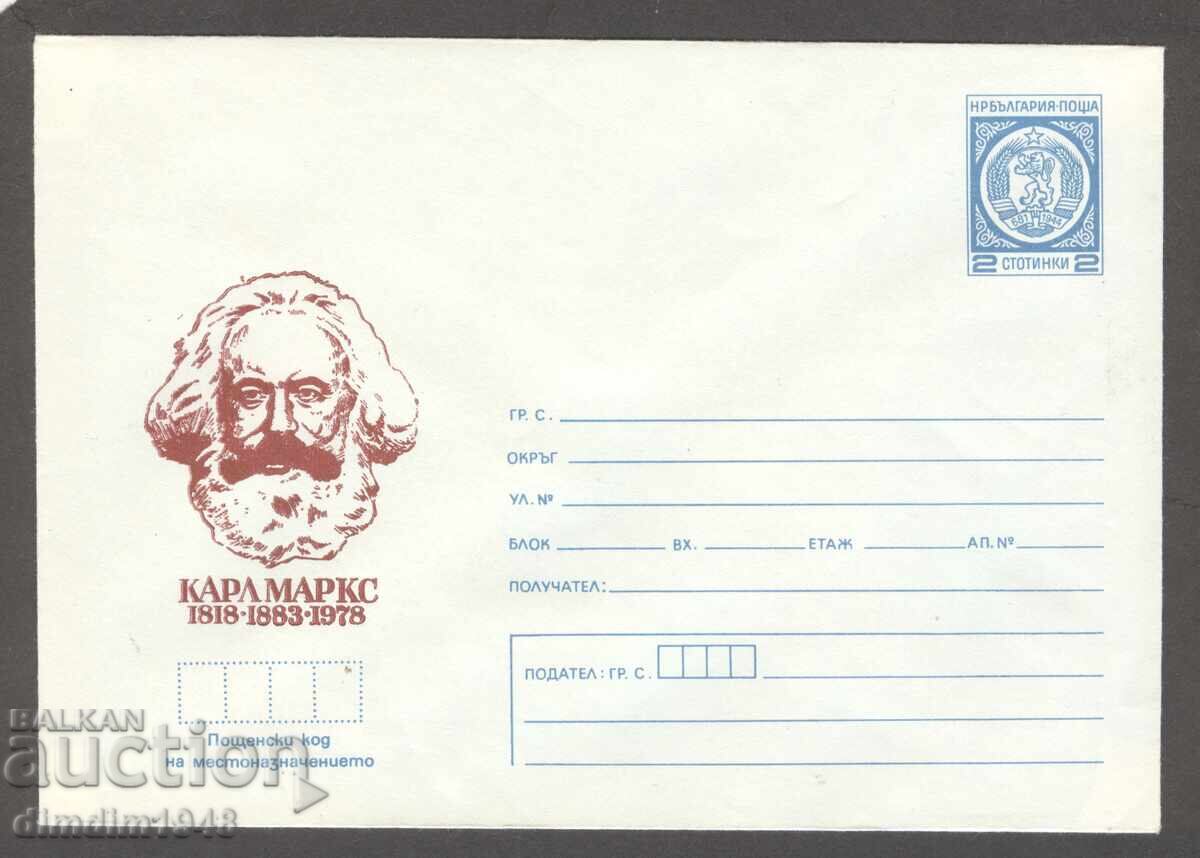 НРБЪЛГАРИЯ·ПОЩА
681 1944
2 СТОТИНКИ 2
ГР. С.
ОКРЪГ
УЛ. №
БЛОК ВХ. ЕТАЖ АП. №
ПОЛУЧАТЕЛ:
КАРЛ МАРКС
1818·1883·1978
ПОДАТЕЛ: ГР. С.
Пощенски код
на местоназначението
BALKAN
auction
dimdim1948